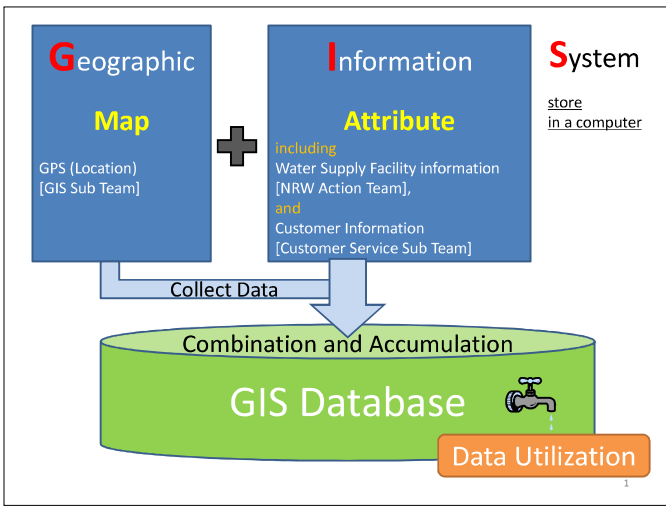 Geographic
Map
GPS (Location)
[GIS Sub Team]
Information
Attribute
including
Water Supply Facility information
[NRW Action Team],
and
Customer Information
[Customer Service Sub Team]
System
store
in a computer
Collect Data
Combination and Accumulation
GIS Database
Data Utilization
1